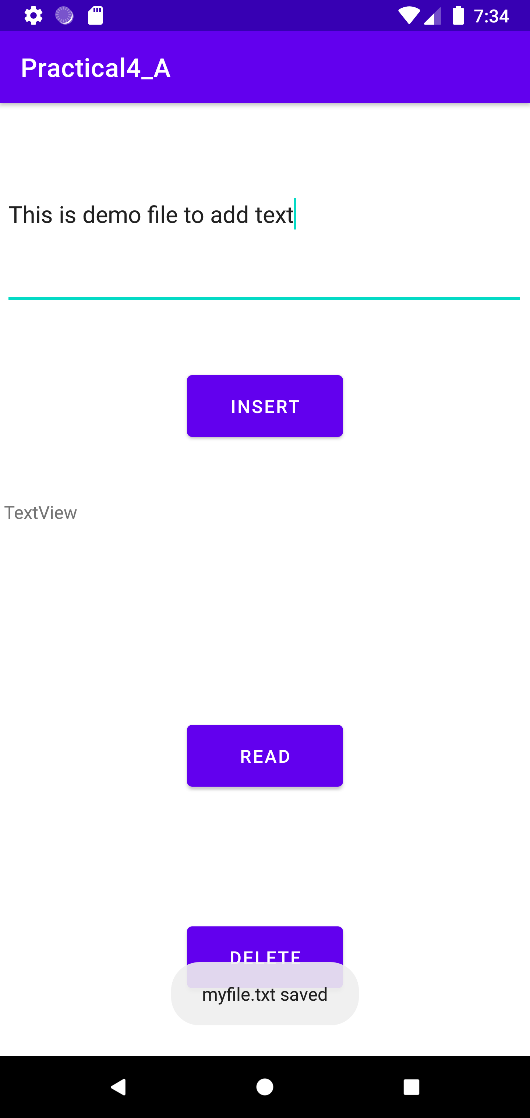 7:34
Practical4_A
This is demo file to add text
INSERT
TextView
READ
DELETE
myfile.txt saved